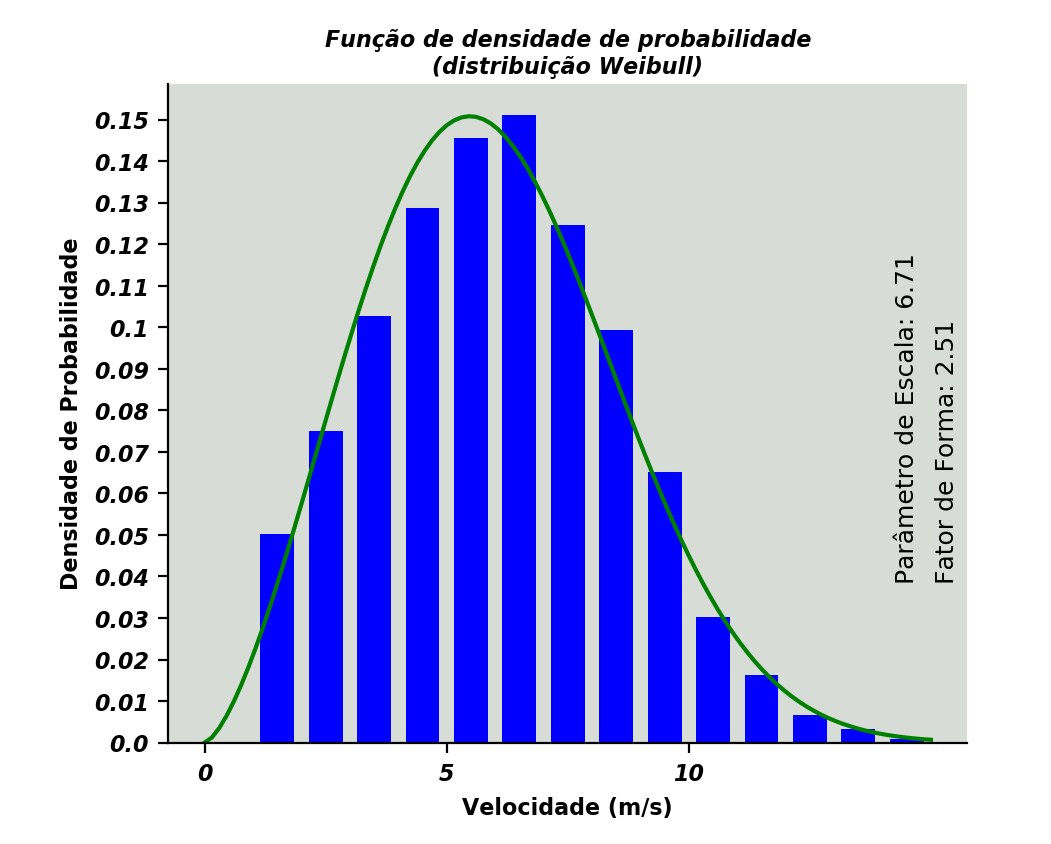 Função de densidade de probabilidade
(distribuição Weibull)
Densidade de Probabilidade
0.15
0.14
0.13
0.12
0.11
0.1
0.09
0.08
0.07
0.06
0.05
0.04
0.03
0.02
0.01
0.0
Parâmetro de Escala: 6.71
Fator de Forma: 2.51
0 5 10
Velocidade (m/s)